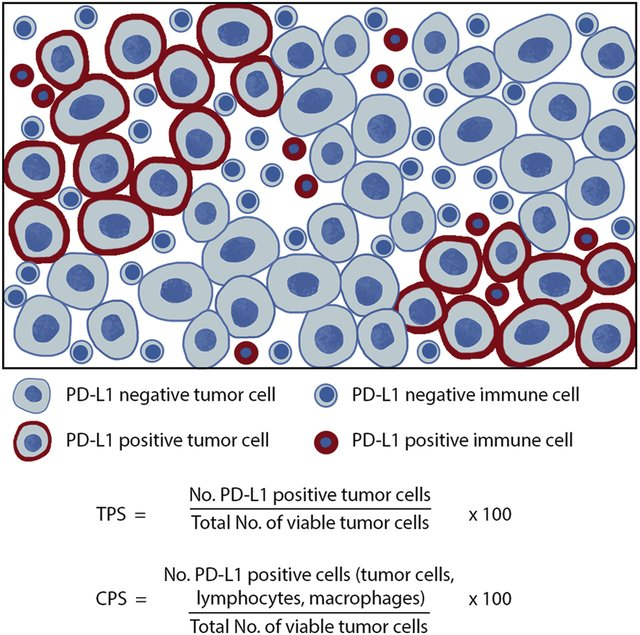 PD-L1 negative tumor cell
PD-L1 negative immune cell
PD-L1 positive tumor cell
PD-L1 positive immune cell
TPS = No. PD-L1 positive tumor cells x 100
Total No. of viable tumor cells
No. PD-L1 positive cells (tumor cells,
CPS = lymphocytes, macrophages) x 100
Total No. of viable tumor cells